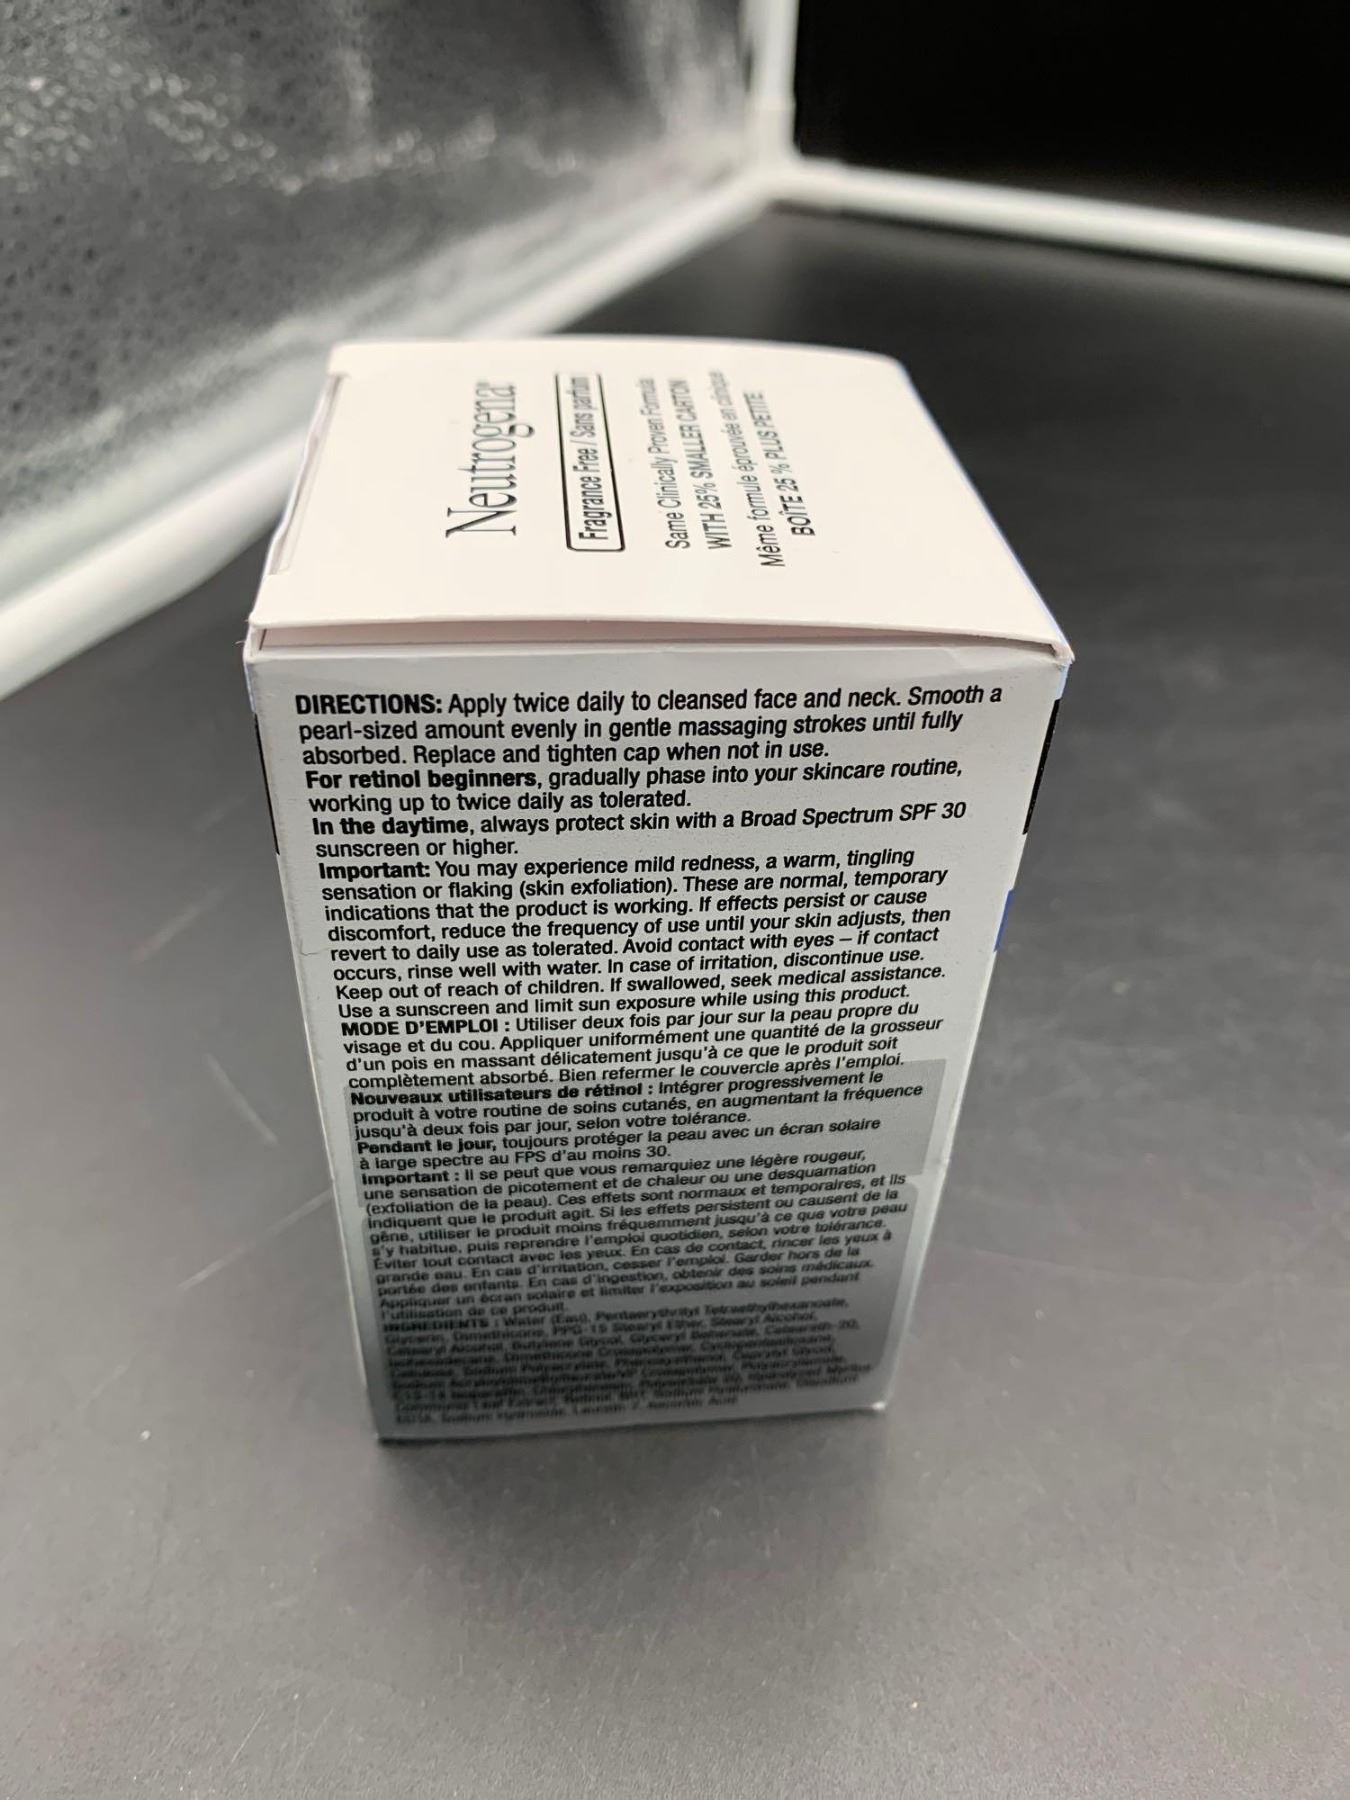 Neutrogena®
Fragrance Free / Sans parfum
Same Clinically Proven Formula
WITH 25% SMALLER CARTON
Même formule éprouvée en clinique
BOÎTE 25 % PLUS PETITE
DIRECTIONS: Apply twice daily to cleansed face and neck. Smooth a
pearl-sized amount evenly in gentle massaging strokes until fully
absorbed. Replace and tighten cap when not in use.
For retinol beginners, gradually phase into your skincare routine,
working up to twice daily as tolerated.
In the daytime, always protect skin with a Broad Spectrum SPF 30
sunscreen or higher.
Important: You may experience mild redness, a warm, tingling
sensation or flaking (skin exfoliation). These are normal, temporary
indications that the product is working. If effects persist or cause
discomfort, reduce the frequency of use until your skin adjusts, then
revert to daily use as tolerated. Avoid contact with eyes – if contact
occurs, rinse well with water. In case of irritation, discontinue use.
Keep out of reach of children. If swallowed, seek medical assistance.
Use a sunscreen and limit sun exposure while using this product.
MODE D'EMPLOI : Utiliser deux fois par jour sur la peau propre du
visage et du cou. Appliquer uniformément une quantité de la grosseur
d'un pois en massant délicatement jusqu'à ce que le produit soit
complètement absorbé. Bien refermer le couvercle après l'emploi.
Nouveaux utilisateurs de rétinol : Intégrer progressivement le
produit à votre routine de soins cutanés, en augmentant la fréquence
jusqu'à deux fois par jour, selon votre tolérance.
Pendant le jour, toujours protéger la peau avec un écran solaire
à large spectre au FPS d'au moins 30.
Important : Il se peut que vous remarquiez une légère rougeur,
une sensation de picotement et de chaleur ou une desquamation
(exfoliation de la peau). Ces effets sont normaux et temporaires, et ils
indiquent que le produit agit. Si les effets persistent ou causent de la
gêne, utiliser le produit moins fréquemment jusqu'à ce que votre peau
s'y habitue, puis reprendre l'emploi quotidien, selon votre tolérance.
Éviter tout contact avec les yeux. En cas de contact, rincer les yeux à
grande eau. En cas d'irritation, cesser l'emploi. Garder hors de la
portée des enfants. En cas d'ingestion, obtenir des soins médicaux.
Appliquer un écran solaire et limiter l'exposition au soleil pendant
l'utilisation de ce produit.
INGREDIENTS : Water (Eau), Pentaerythrityl Tetraethylhexanoate,
Glycerin, Dimethicone, PPG-15 Stearyl Ether, Stearyl Alcohol,